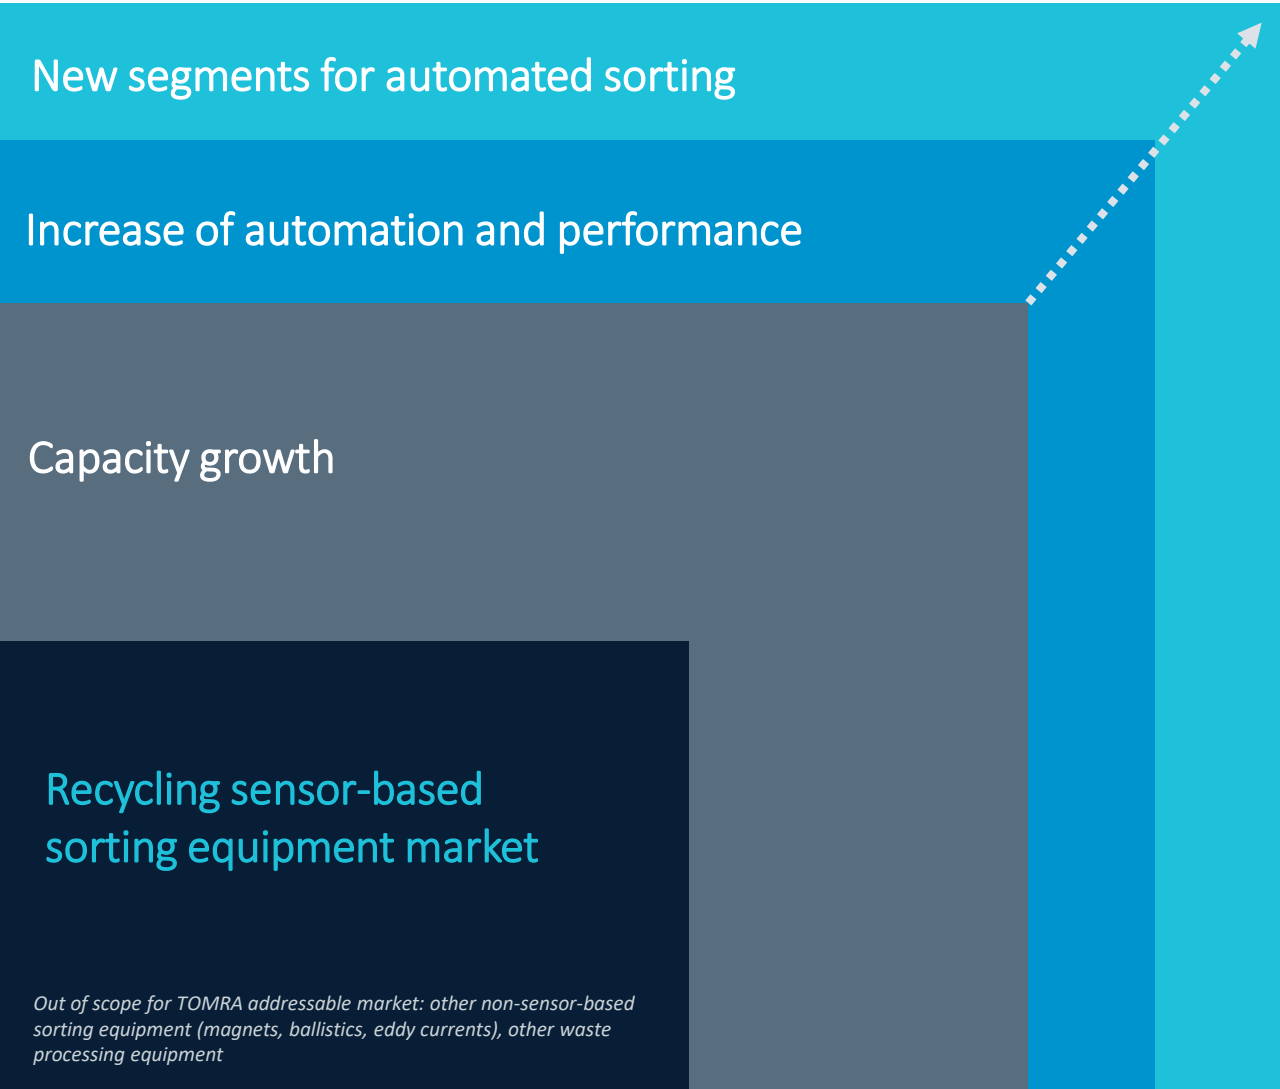 New segments for automated sorting
Increase of automation and performance
Capacity growth
Recycling sensor-based
sorting equipment market
Out of scope for TOMRA addressable market: other non-sensor-based
sorting equipment (magnets, ballistics, eddy currents), other waste
processing equipment